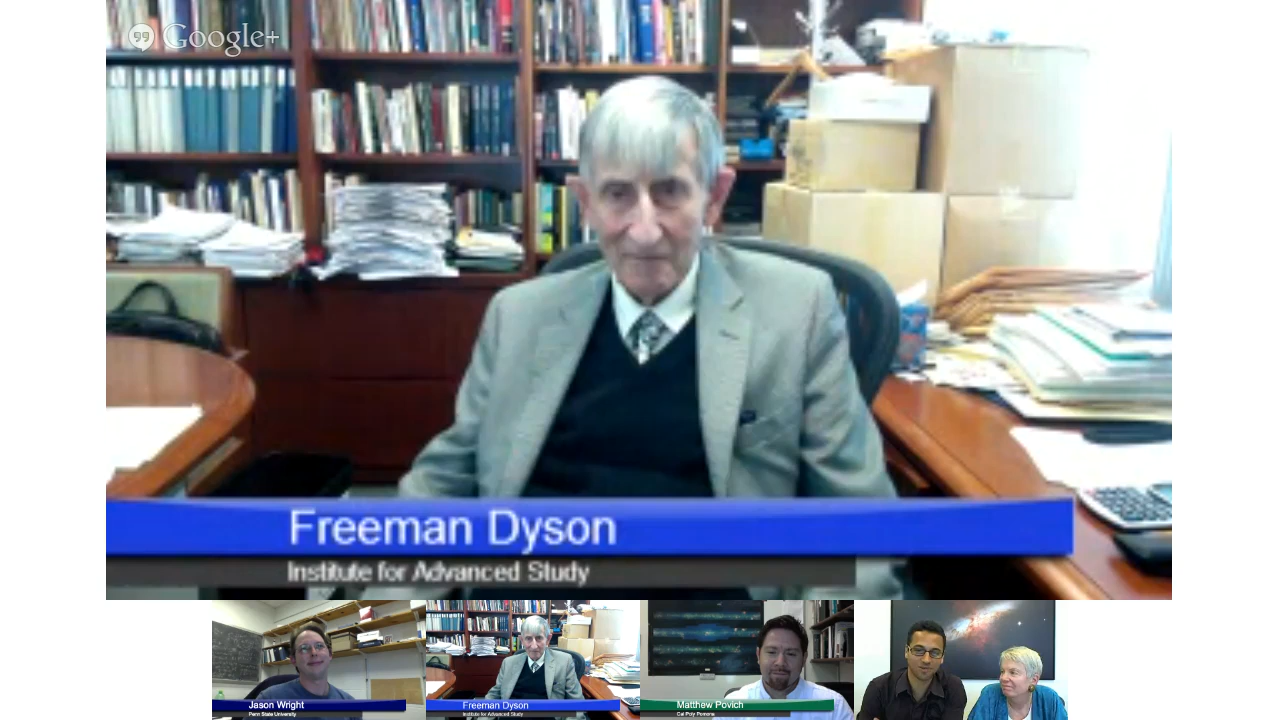 Google+
Freeman Dyson
Institute for Advanced Study
Jason Wright
Penn State University
Freeman Dyson
Institute for Advanced Study
Matthew Povich
Cal Poly Pomona